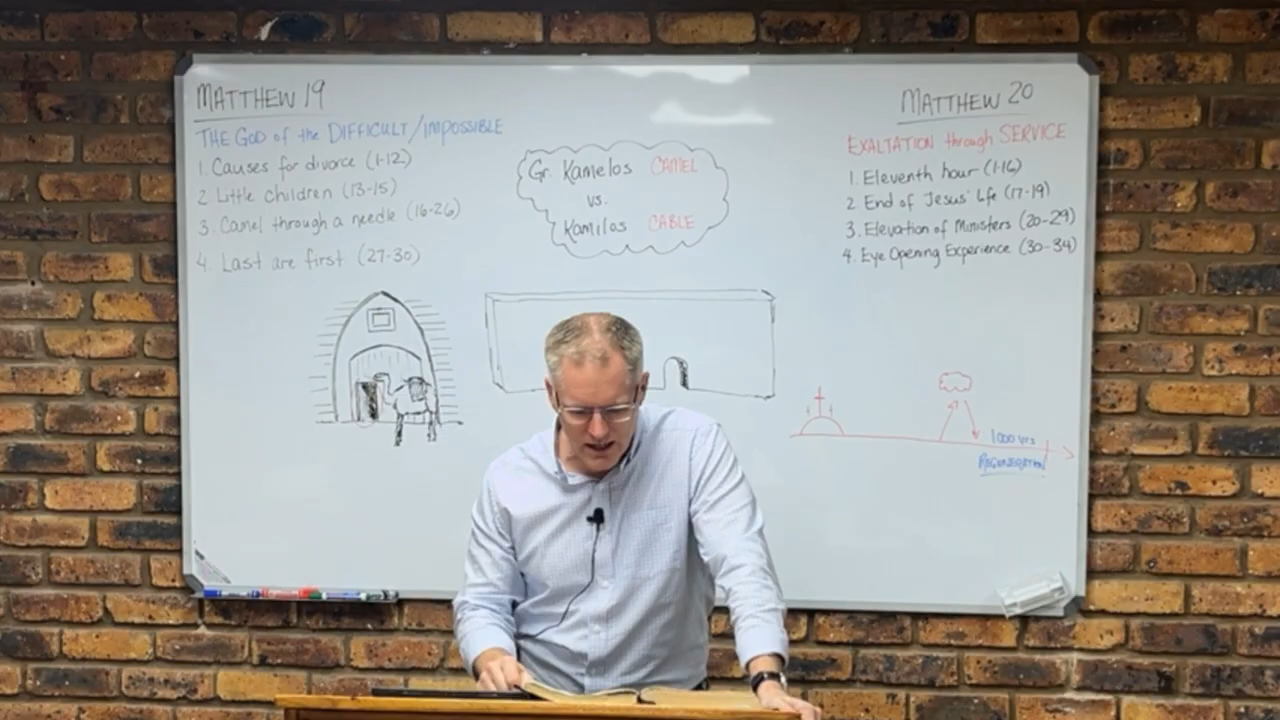 MATTHEW 19
THE GOD of the DIFFICULT/IMPOSSIBLE
1. Causes for divorce (1-12)
2. Little children (13-15)
3. Camel through a needle (16-26)
4. Last are first (27-30)
Gr. Kamelos CAMEL
vs.
Kamilos CABLE
MATTHEW 20
EXALTATION through SERVICE
1. Eleventh hour (1-16)
2. End of Jesus' life (17-19)
3. Elevation of Ministers (20-29)
4. Eye Opening Experience (30-34)
1000 yrs
REGENERATION